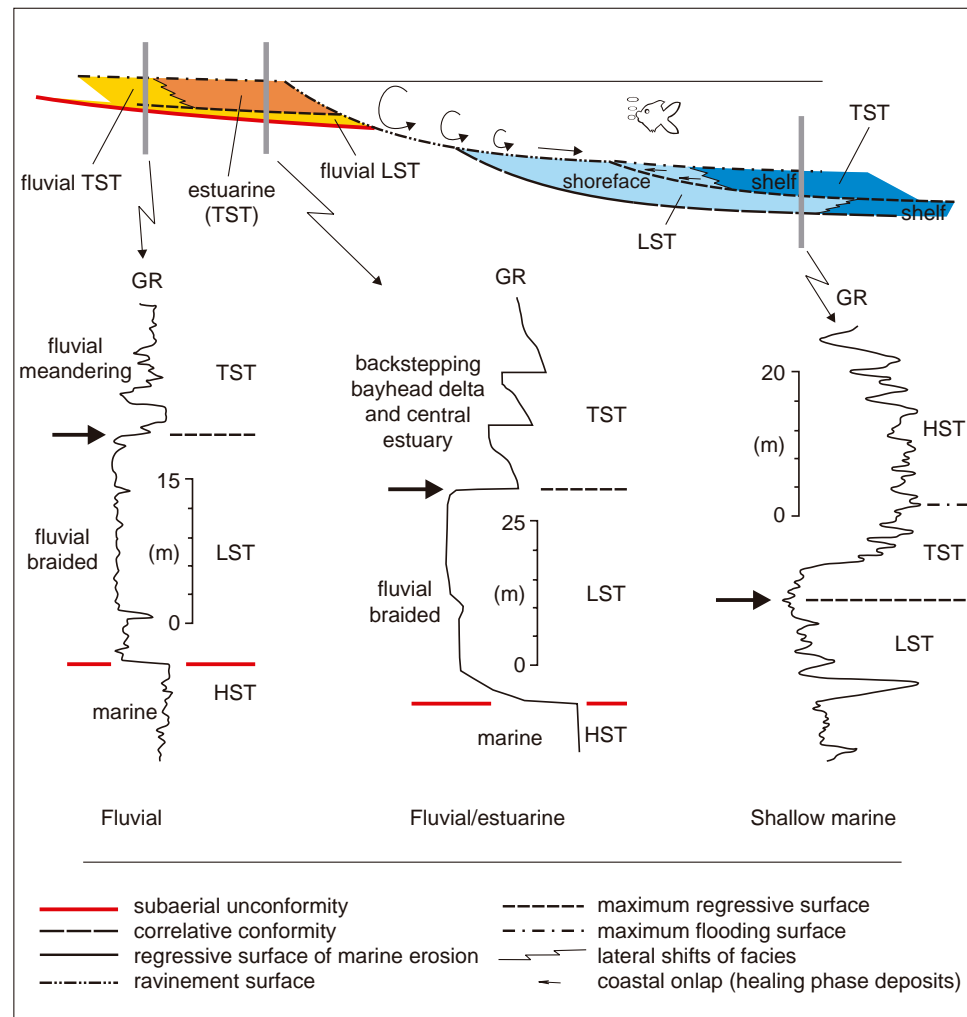 TST
fluvial TST
estuarine
(TST)
fluvial LST
shoreface
shelf
shelf
LST
GR
fluvial
meandering
TST
15
(m)
0
fluvial
braided
LST
HST
marine
Fluvial
GR
backstepping
bayhead delta
and central
estuary
TST
25
(m)
0
fluvial
braided
LST
marine
HST
Fluvial/estuarine
GR
20
(m)
0
HST
TST
LST
Shallow marine
subaerial unconformity
correlative conformity
regressive surface of marine erosion
ravinement surface
maximum regressive surface
maximum flooding surface
lateral shifts of facies
coastal onlap (healing phase deposits)